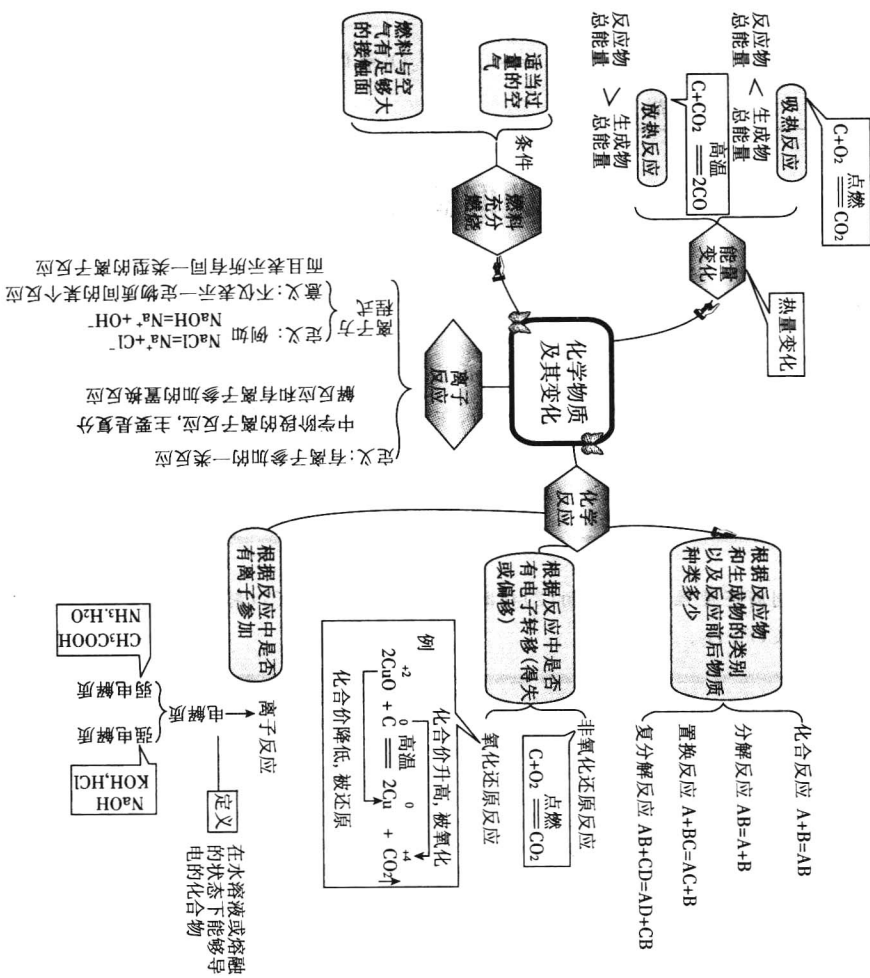 化学物质
及其变化
能量
变化
热量变化
吸热反应
C+O₂ 点燃═ CO₂
反应物
总能量
<
生成物
总能量
放热反应
C+CO₂ 高温═ 2CO
反应物
总能量
>
生成物
总能量
燃料
充分
燃烧
条件
适当过
量的空
气
燃料与空
气有足够大
的接触面
离子
反应
定义:有离子参加的一类反应
中学阶段的离子反应,主要是复分
解反应和有离子参加的置换反应
离子方
程式
定义: 例如 NaCl=Na⁺+Cl⁻
NaOH=Na⁺ +OH⁻
意义:不仅表示一定物质间的某个反应
而且表示所有同一类型的离子反应
化学
反应
根据反应物
和生成物的类别
以及反应前后物质
种类多少
化合反应 A+B=AB
分解反应 AB=A+B
置换反应 A+BC=AC+B
复分解反应 AB+CD=AD+CB
根据反应中是否
有电子转移(得失
或偏移)
非氧化还原反应
C+O₂ 点燃═ CO₂
氧化还原反应
例
化合价升高,被氧化
+2 0 0 +4
2CuO + C 高温═ 2Cu + CO₂↑
化合价降低,被还原
根据反应中是否
有离子参加
离子反应
电解质
定义
在水溶液或熔融
的状态下能够导
电的化合物
强电解质
NaOH
KOH,HCl
弱电解质
CH₃COOH
NH₃.H₂O